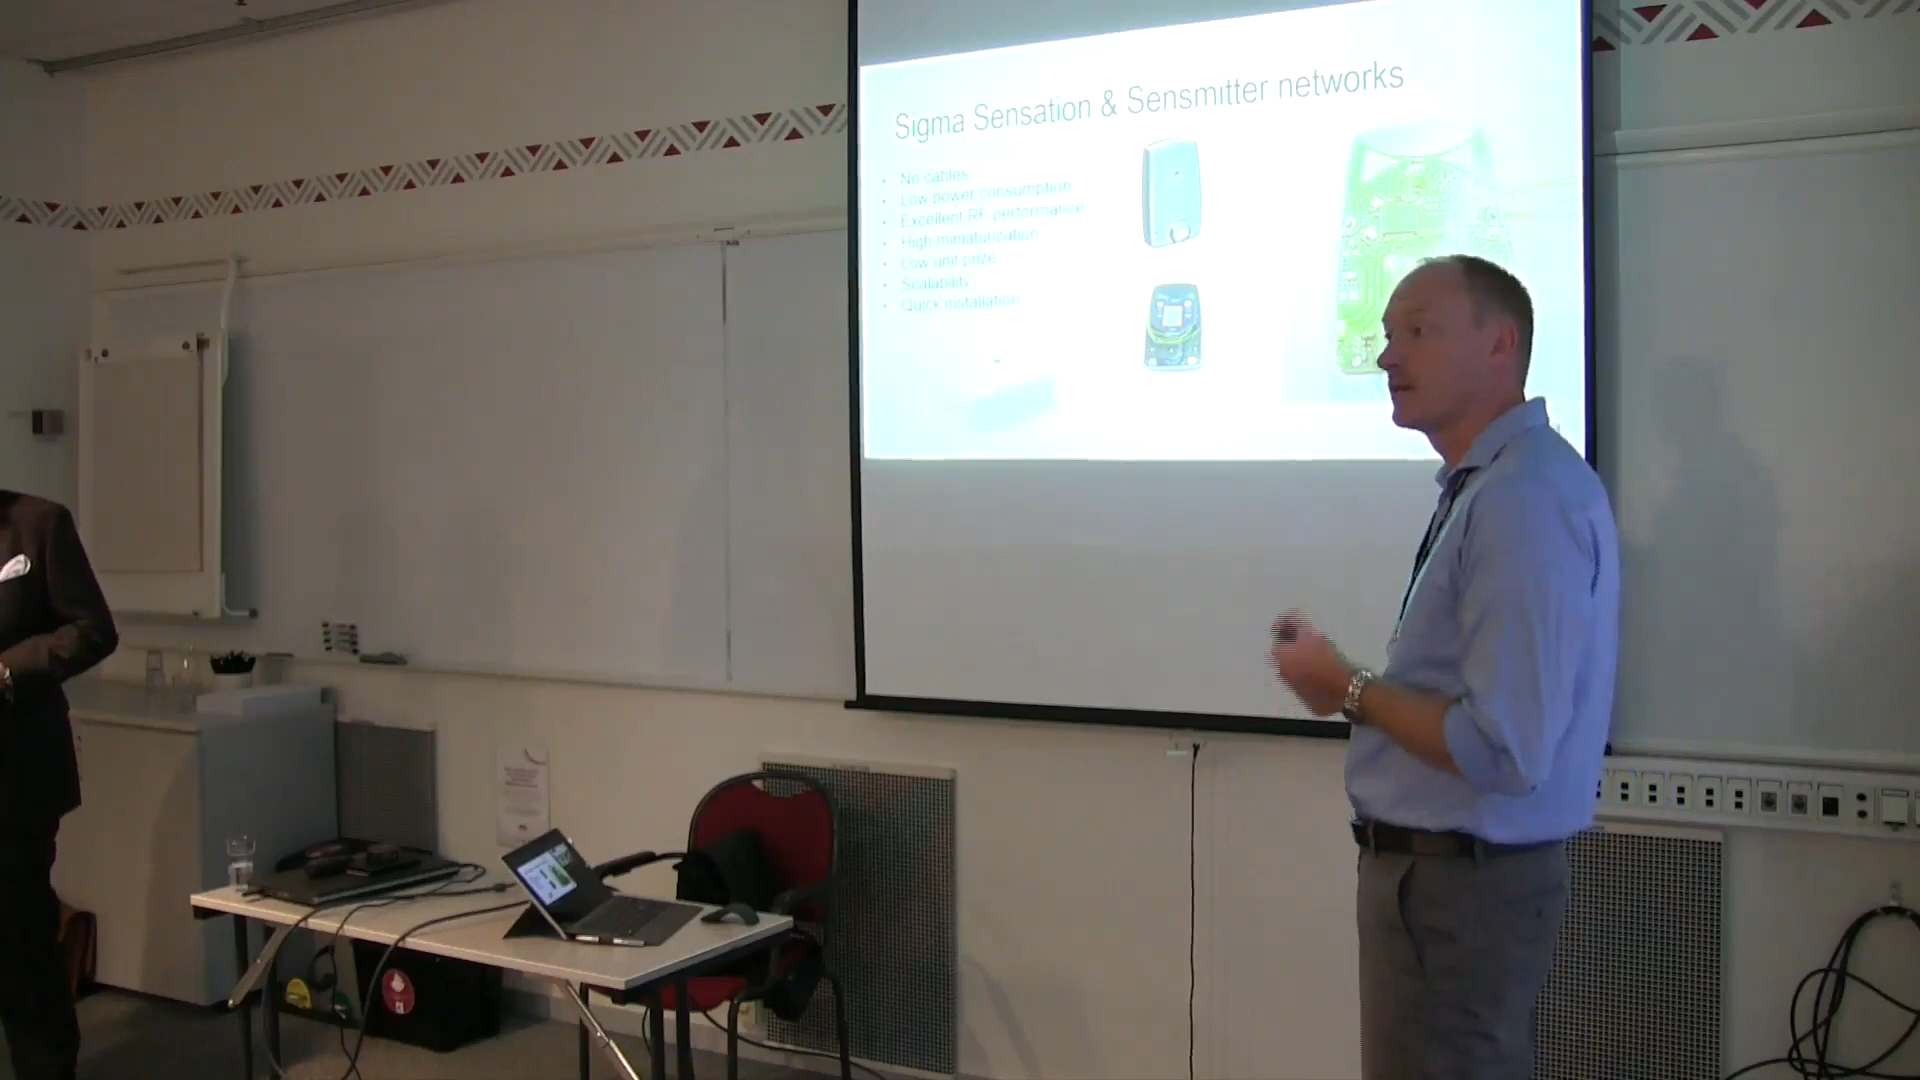 Sigma Sensation & Sensmitter networks
• No cables
• Low power consumption
• Excellent RF performance
• High miniaturization
• Low unit prize
• Scalability
• Quick installation